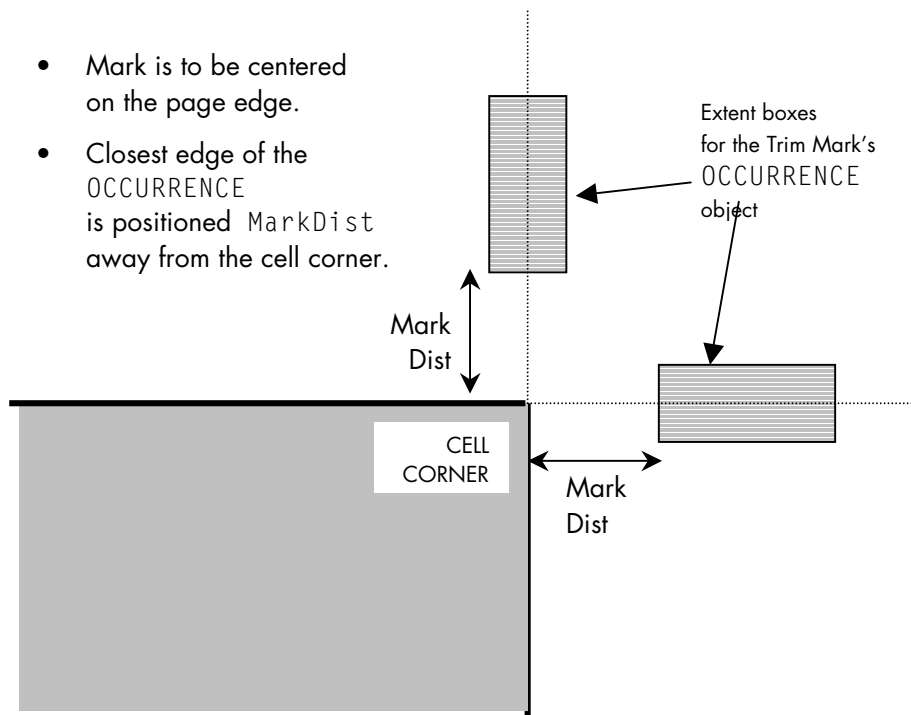 • Mark is to be centered
on the page edge.
• Closest edge of the
OCCURRENCE
is positioned MarkDist
away from the cell corner.
Extent boxes
for the Trim Mark's
OCCURRENCE
object
Mark
Dist
CELL
CORNER
Mark
Dist